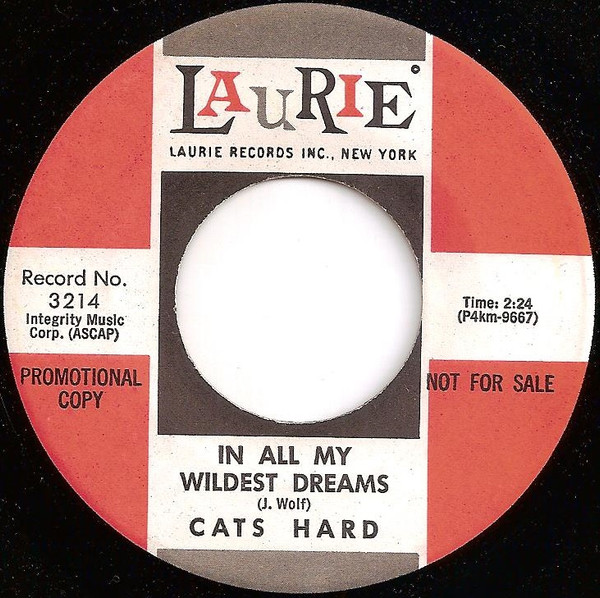 LAuRIE ©
LAURIE RECORDS INC., NEW YORK
Record No.
3214
Integrity Music
Corp. (ASCAP)
Time: 2:24
(P4km-9667)
PROMOTIONAL
COPY
NOT FOR SALE
IN ALL MY
WILDEST DREAMS
(J. Wolf)
CATS HARD